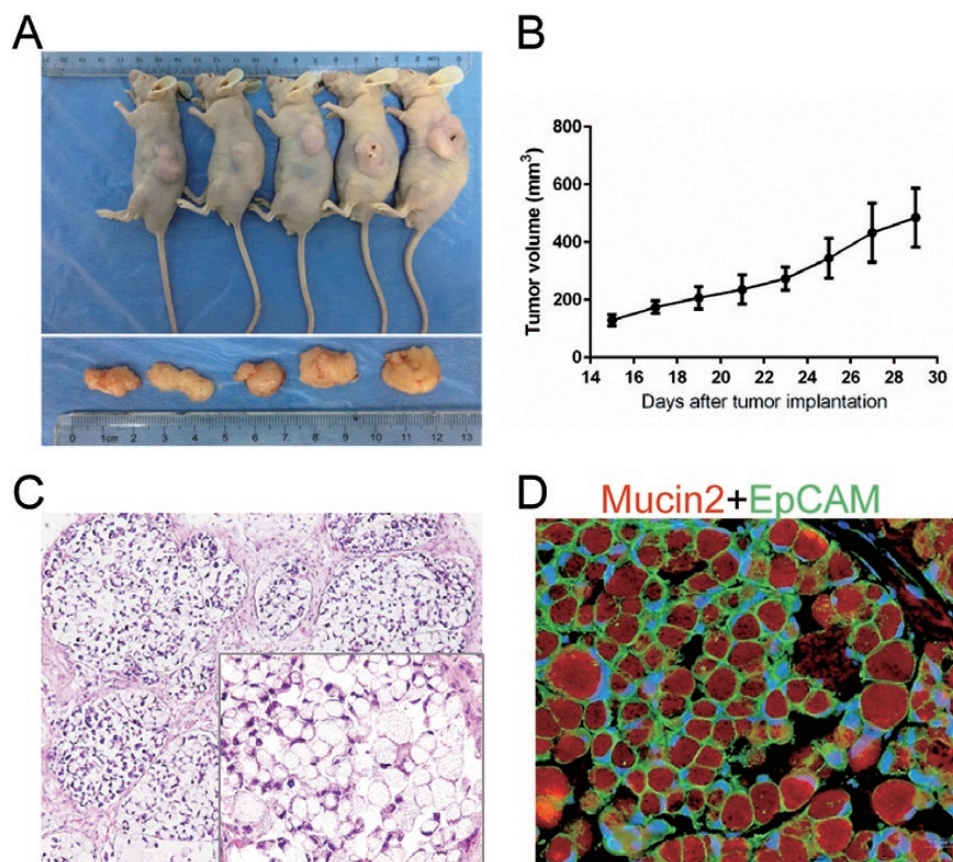 A
B
Tumor volume (mm³)
800
600
400
200
0
14 16 18 20 22 24 26 28 30
Days after tumor implantation
0 1cm 2 3 4 5 6 7 8 9 10 11 12 13
C
D
Mucin2+EpCAM